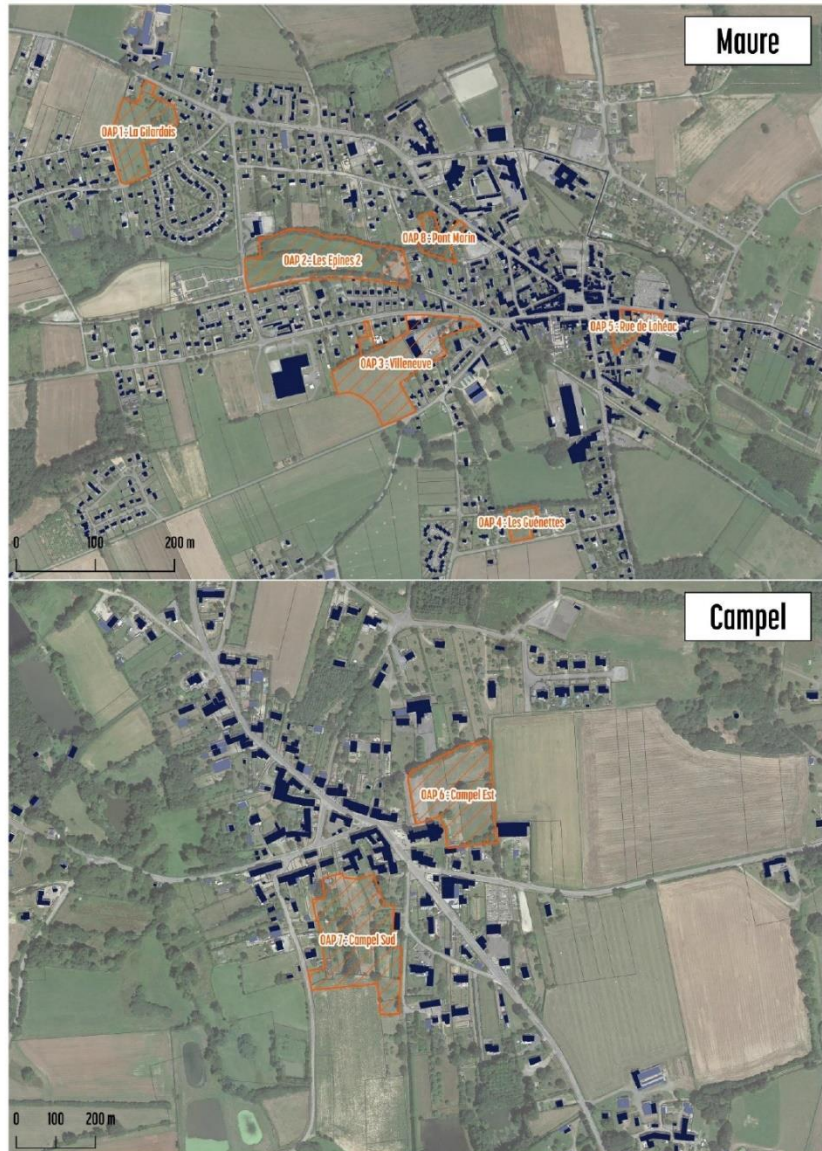 Maure
OAP 1 : La Gilardais
OAP 8 : Pont Marin
OAP 2 : Les Epines 2
OAP 5 : Rue de Lohéac
OAP 3 : Villeneuve
OAP 4 : Les Guénettes
0 100 200 m
Campel
OAP 6 : Campel Est
OAP 7 : Campel Sud
0 100 200 m